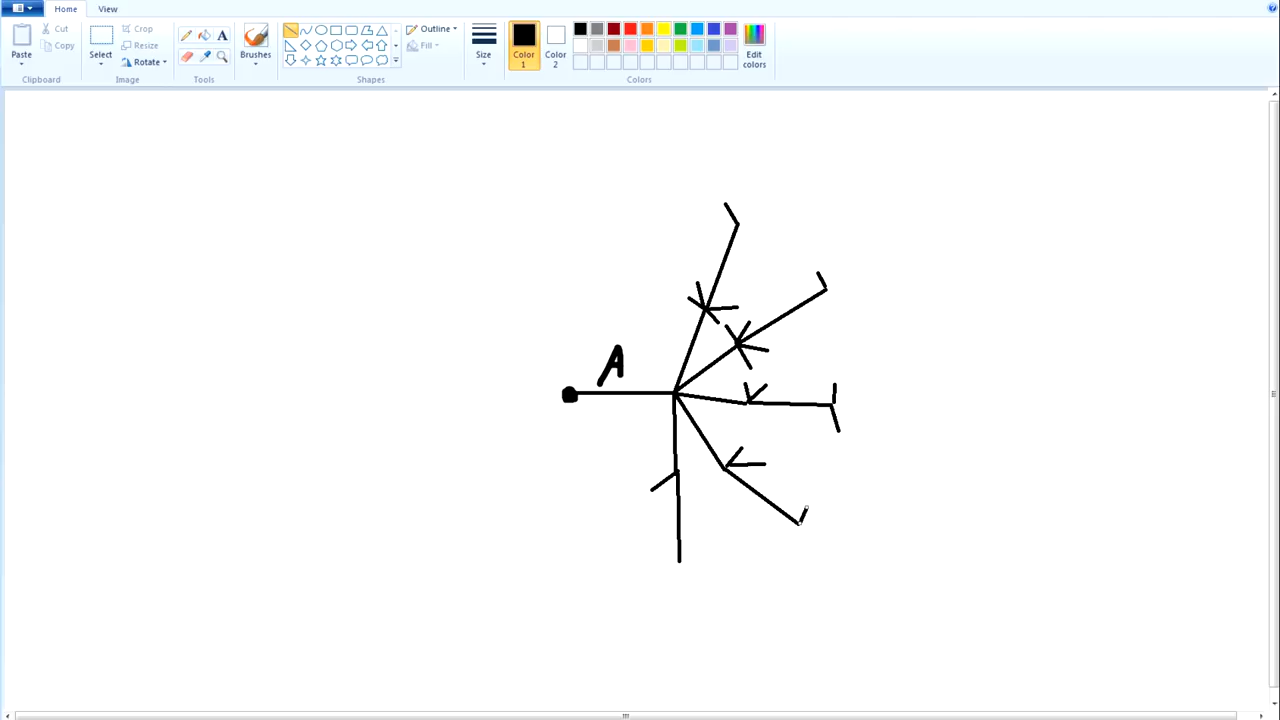 Home View
Paste
Cut
Copy
Clipboard
Select
Crop
Resize
Rotate
Image
A
Tools
Brushes
Outline
Fill
Shapes
Size
Color 1
Color 2
Edit colors
Colors
A